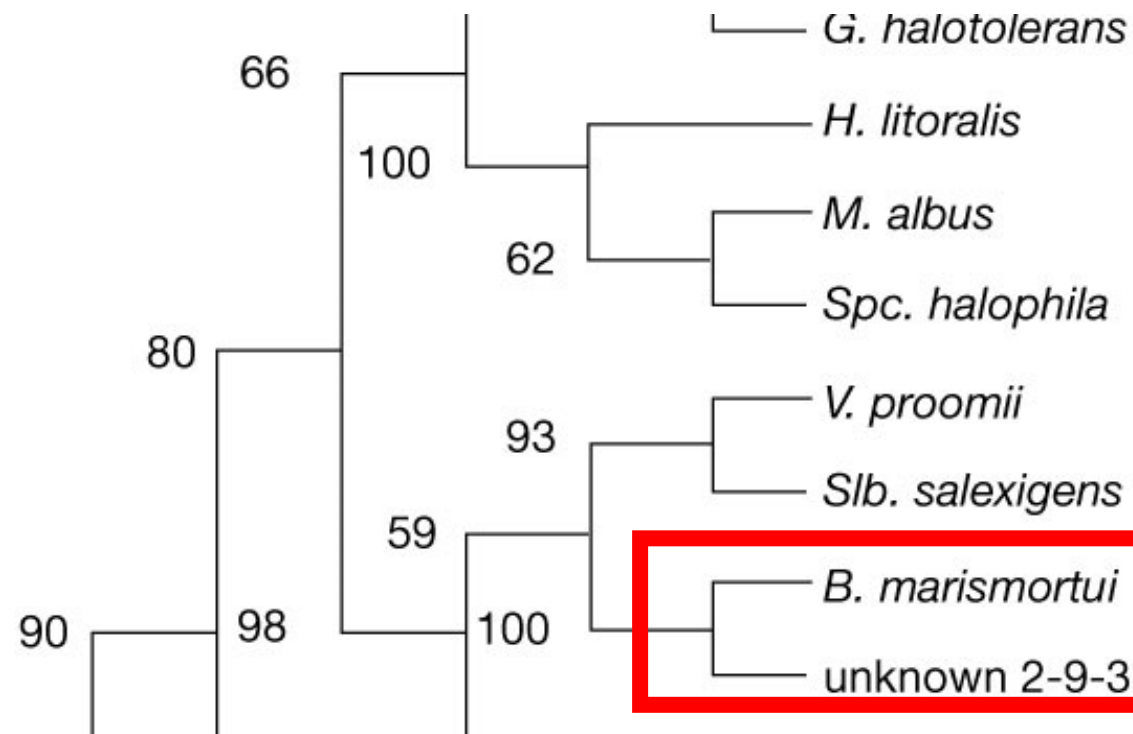 G. halotolerans
66
H. litoralis
100
M. albus
62
Spc. halophila
80
V. proomii
93
Slb. salexigens
59
B. marismortui
90
98
100
unknown 2-9-3